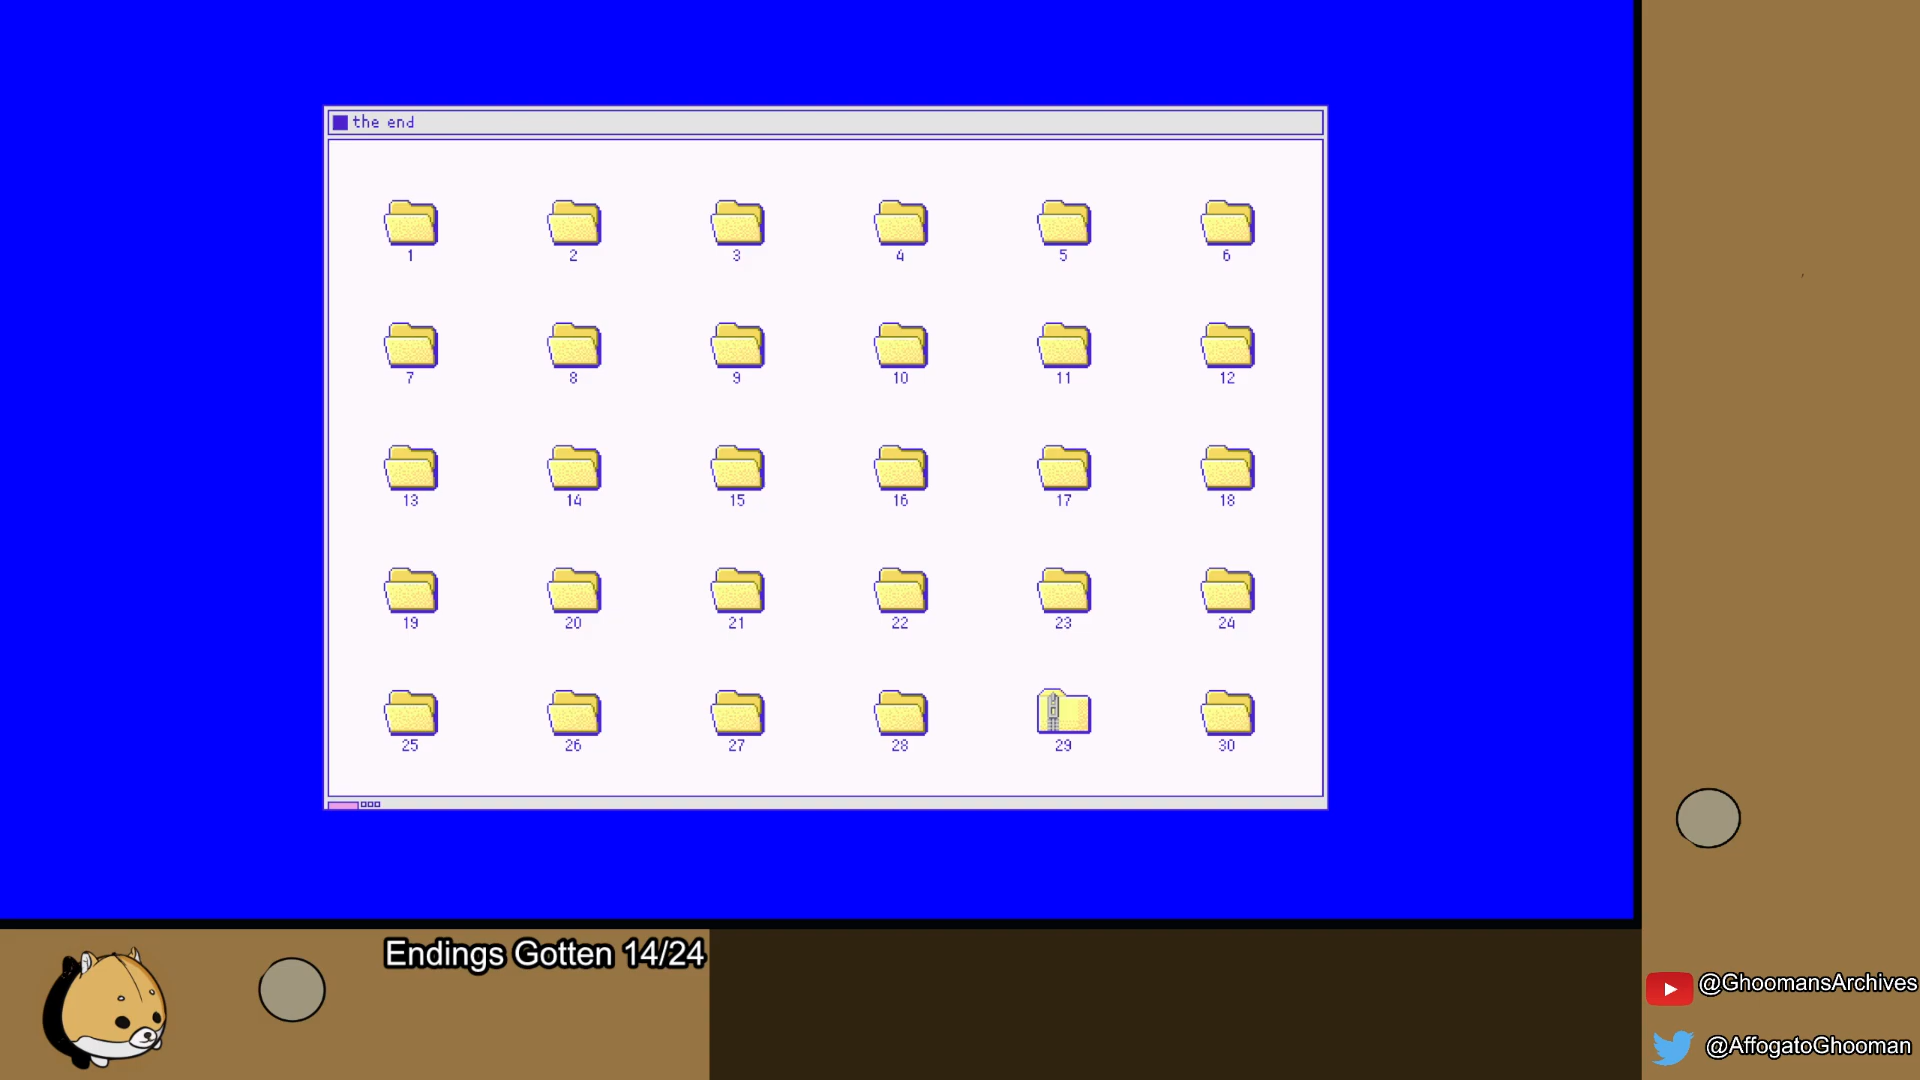 the end
1 2 3 4 5 6
7 8 9 10 11 12
13 14 15 16 17 18
19 20 21 22 23 24
25 26 27 28 29 30
Endings Gotten 14/24
@GhoomansArchives
@AffogatoGhooman